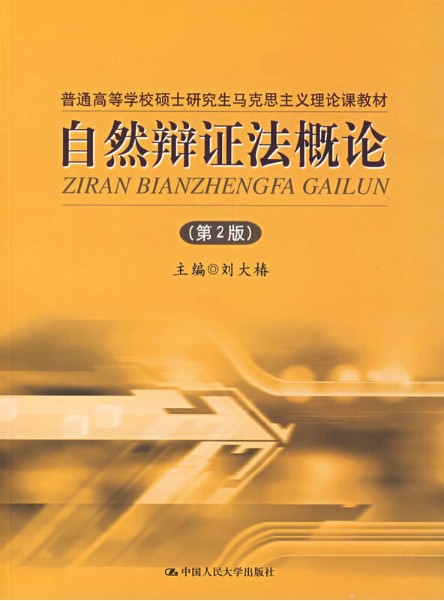 普通高等学校硕士研究生马克思主义理论课教材
自然辩证法概论
ZIRAN BIANZHENGFA GAILUN
(第2版)
主编◎刘大椿
中国人民大学出版社